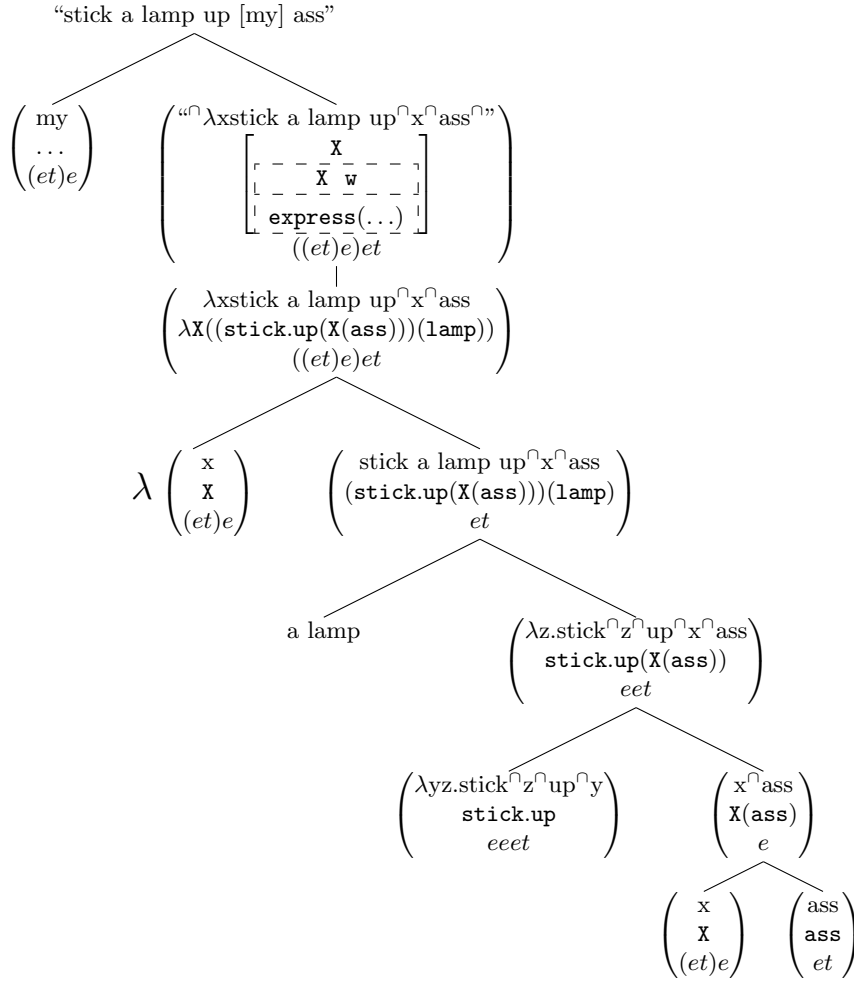 “stick a lamp up [my] ass”
my
. . .
(et)e
“∩λxstick a lamp up∩x∩ass∩”
X
X w
express(...)
((et)e)et
λxstick a lamp up∩x∩ass
λX((stick.up(X(ass)))(lamp))
((et)e)et
λ
x
X
(et)e
stick a lamp up∩x∩ass
(stick.up(X(ass)))(lamp)
et
a lamp
λz.stick∩z∩up∩x∩ass
stick.up(X(ass))
eet
λyz.stick∩z∩up∩y
stick.up
eeet
x∩ass
X(ass)
e
x
X
(et)e
ass
ass
et